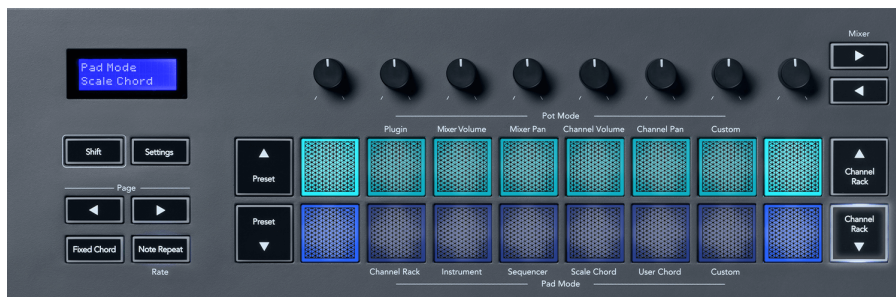 Pad Mode
Scale Chord
Mixer
Pot Mode
Plugin
Mixer Volume
Mixer Pan
Channel Volume
Channel Pan
Custom
Shift
Settings
Preset
Channel
Rack
Page
Preset
Channel
Rack
Fixed Chord
Note Repeat
Rate
Channel Rack
Instrument
Sequencer
Scale Chord
User Chord
Custom
Pad Mode